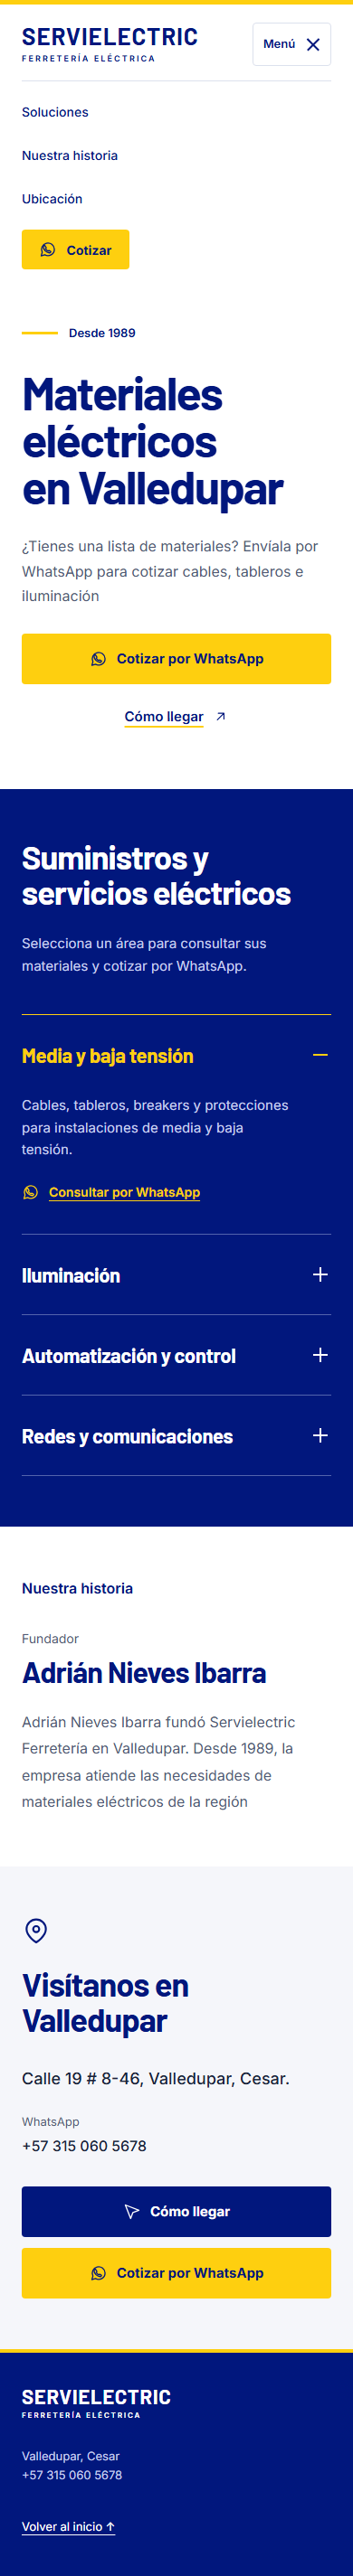 SERVIELECTRIC
FERRETERÍA ELÉCTRICA
Menú
Soluciones
Nuestra historia
Ubicación
Cotizar
Desde 1989
Materiales
eléctricos
en Valledupar
¿Tienes una lista de materiales? Envíala por
WhatsApp para cotizar cables, tableros e
iluminación
Cotizar por WhatsApp
Cómo llegar ↗
Suministros y
servicios eléctricos
Selecciona un área para consultar sus
materiales y cotizar por WhatsApp.
Media y baja tensión
Cables, tableros, breakers y protecciones
para instalaciones de media y baja
tensión.
Consultar por WhatsApp
Iluminación
Automatización y control
Redes y comunicaciones
Nuestra historia
Fundador
Adrián Nieves Ibarra
Adrián Nieves Ibarra fundó Servielectric
Ferretería en Valledupar. Desde 1989, la
empresa atiende las necesidades de
materiales eléctricos de la región
Visítanos en
Valledupar
Calle 19 # 8-46, Valledupar, Cesar.
WhatsApp
+57 315 060 5678
Cómo llegar
Cotizar por WhatsApp
SERVIELECTRIC
FERRETERÍA ELÉCTRICA
Valledupar, Cesar
+57 315 060 5678
Volver al inicio ↑